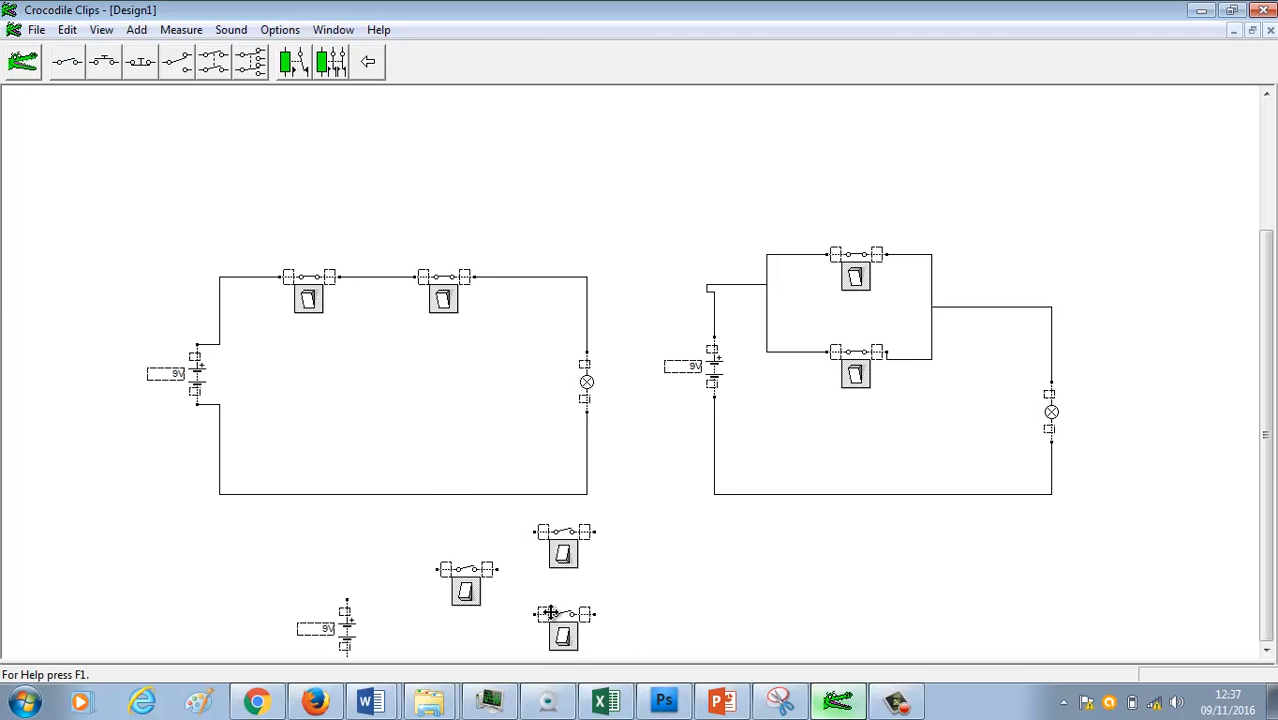 Crocodile Clips - [Design1]
File Edit View Add Measure Sound Options Window Help
9V
9V
9V
For Help press F1.
12:37
09/11/2016